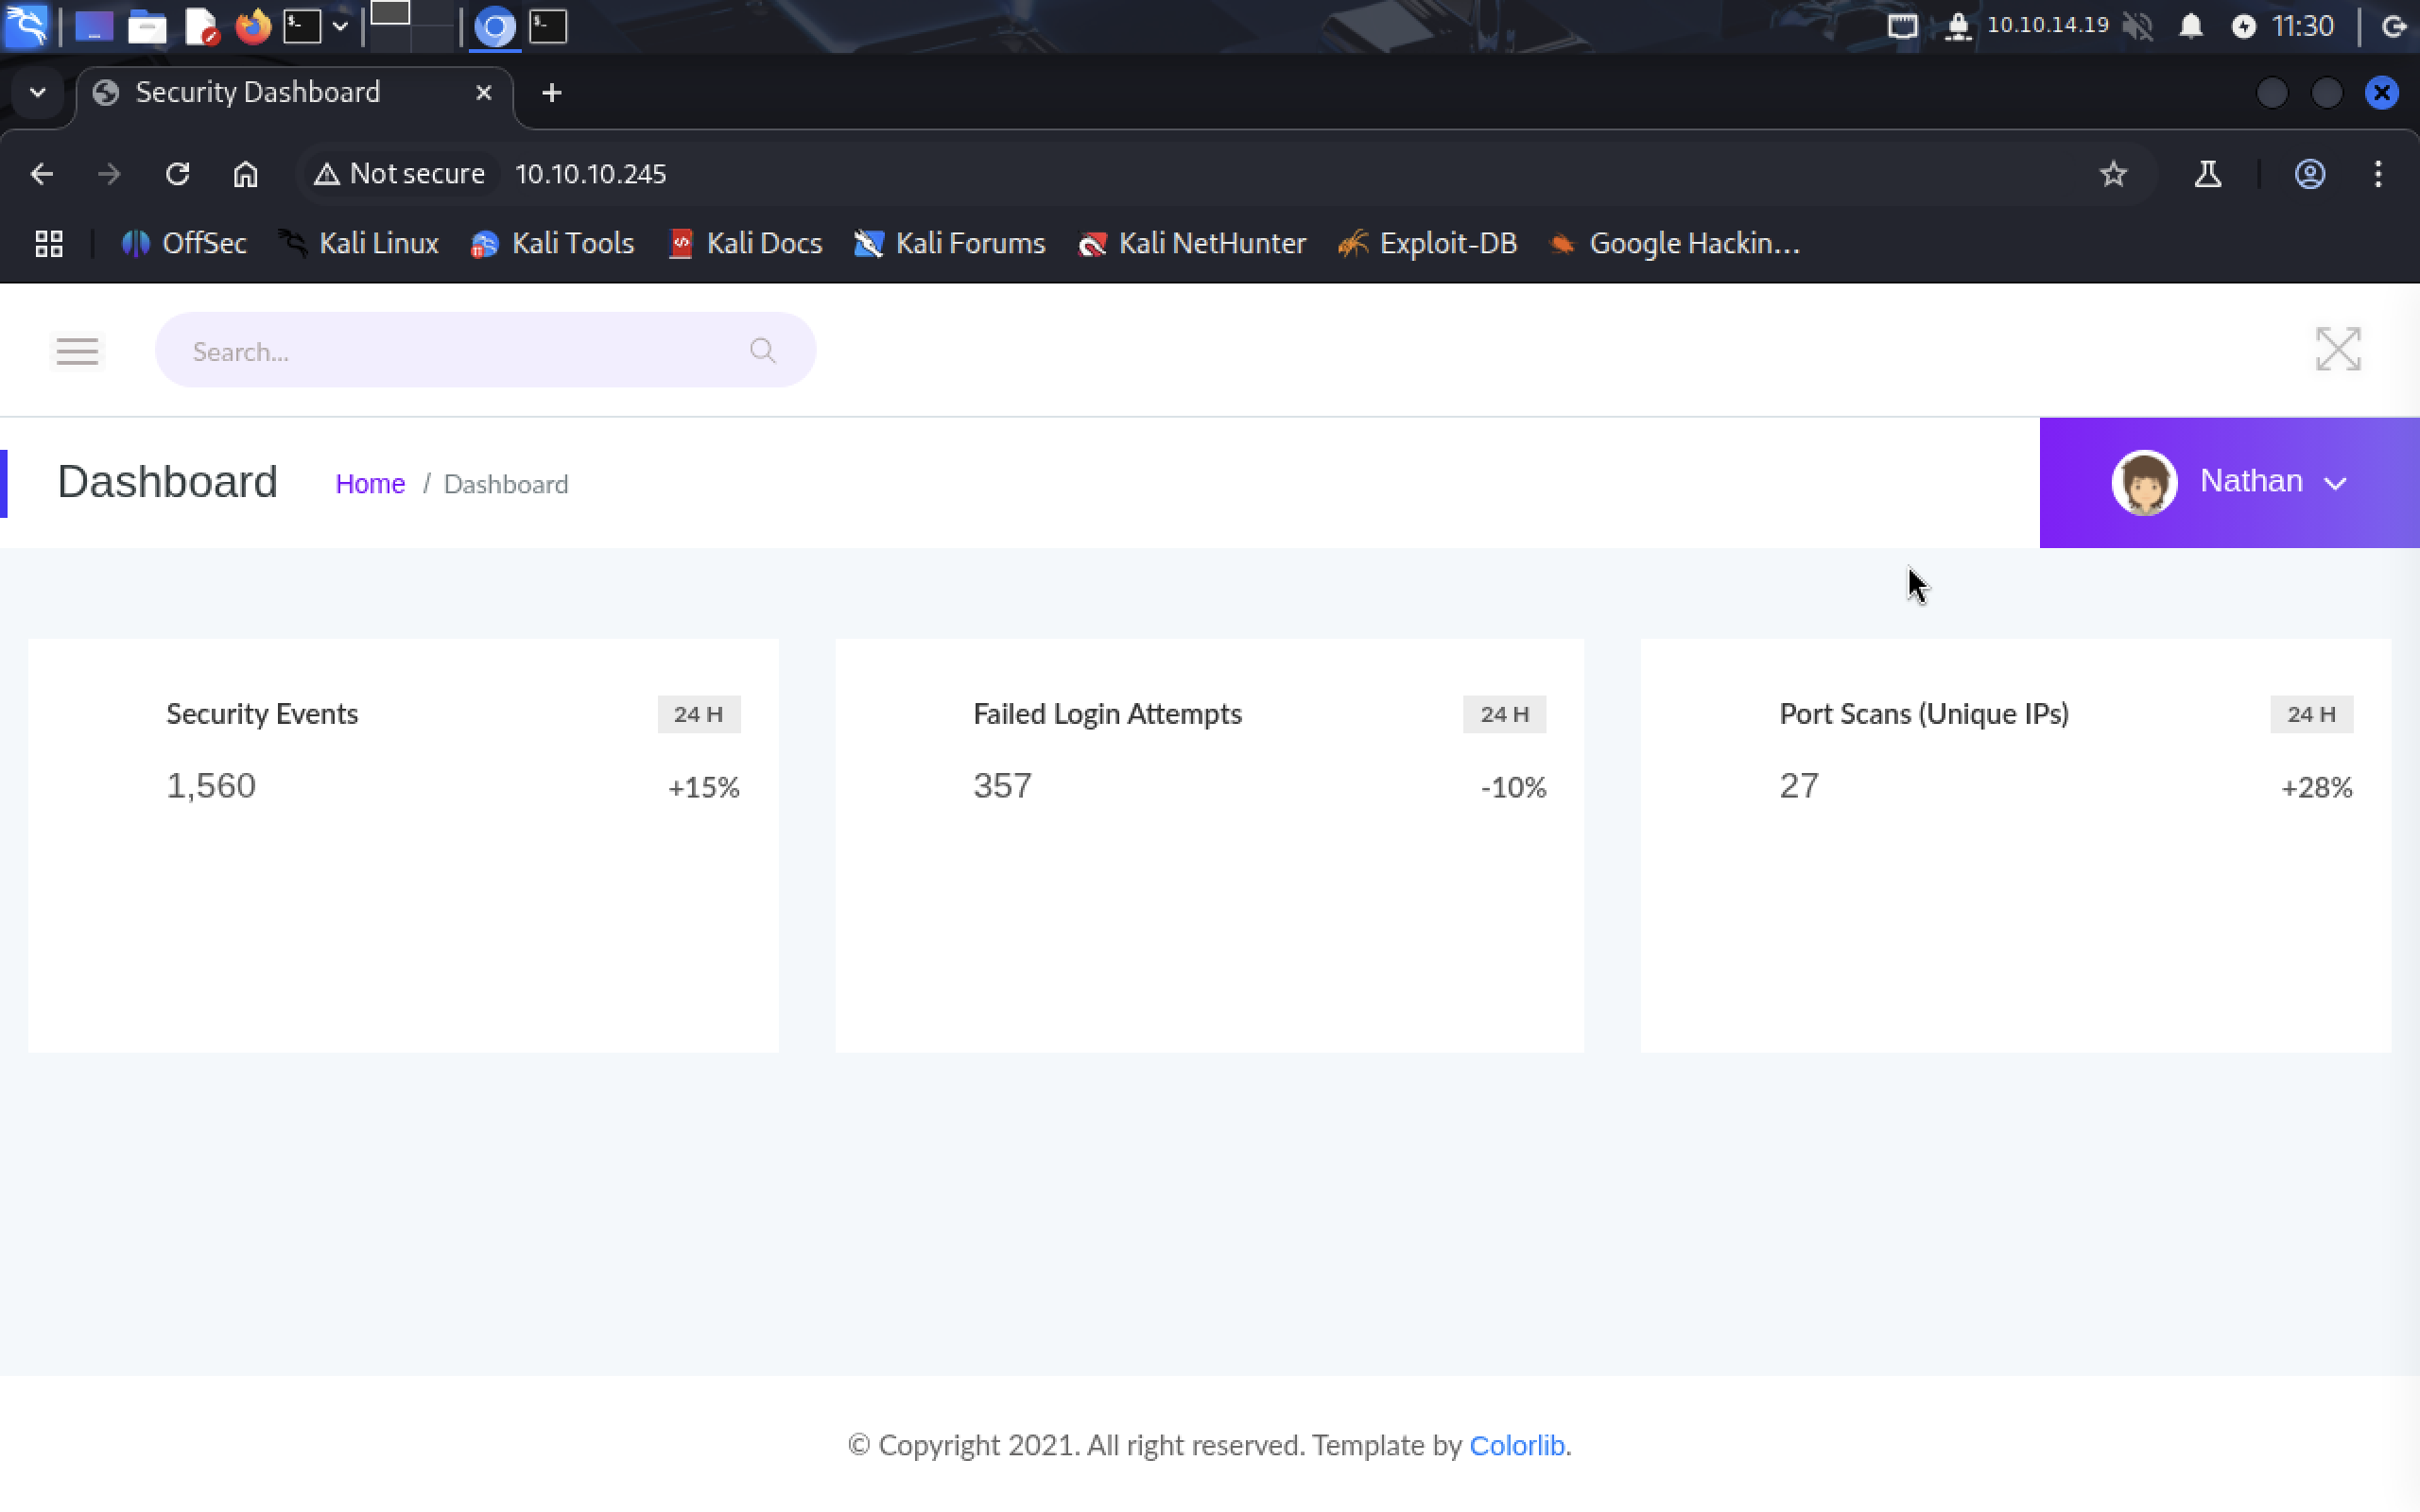 10.10.14.19 11:30
Security Dashboard
Not secure 10.10.10.245
OffSec Kali Linux Kali Tools Kali Docs Kali Forums Kali NetHunter Exploit-DB Google Hackin...
Search...
Dashboard Home / Dashboard Nathan
Security Events 24 H
1,560 +15%
Failed Login Attempts 24 H
357 -10%
Port Scans (Unique IPs) 24 H
27 +28%
© Copyright 2021. All right reserved. Template by Colorlib.